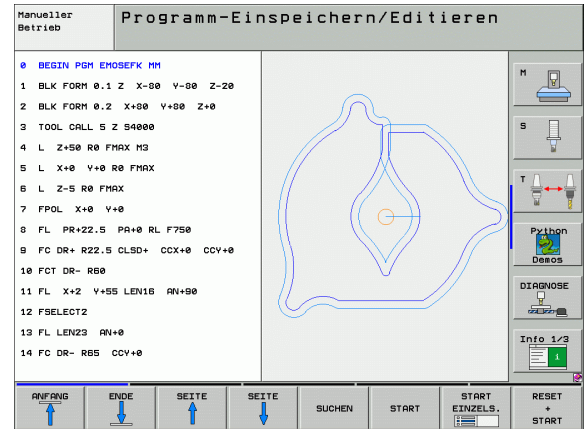 Manueller
Betrieb
Programm-Einspeichern/Editieren
0 BEGIN PGM EMOSEFK MM
1 BLK FORM 0.1 Z X-80 Y-80 Z-20
2 BLK FORM 0.2 X+80 Y+80 Z+0
3 TOOL CALL 5 Z S4000
4 L Z+50 R0 FMAX M3
5 L X+0 Y+0 R0 FMAX
6 L Z-5 R0 FMAX
7 FPOL X+0 Y+0
8 FL PR+22.5 PA+0 RL F750
9 FC DR+ R22.5 CLSD+ CCX+0 CCY+0
10 FCT DR- R60
11 FL X+2 Y+55 LEN16 AN+90
12 FSELECT2
13 FL LEN23 AN+0
14 FC DR- R65 CCY+0
M
S
T
Python
Demos
DIAGNOSE
Info 1/3
i
ANFANG
ENDE
SEITE
SEITE
SUCHEN
START
START
EINZELS.
RESET
+
START